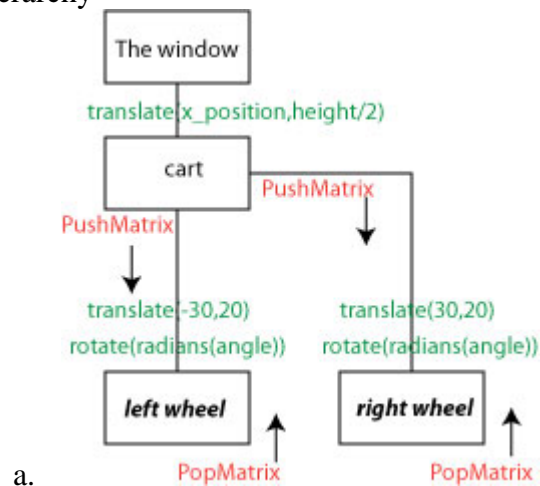 erarchy
The window
translate(x_position,height/2)
cart
PushMatrix
PushMatrix
translate(-30,20)
translate(30,20)
rotate(radians(angle))
rotate(radians(angle))
left wheel
right wheel
PopMatrix
PopMatrix
a.